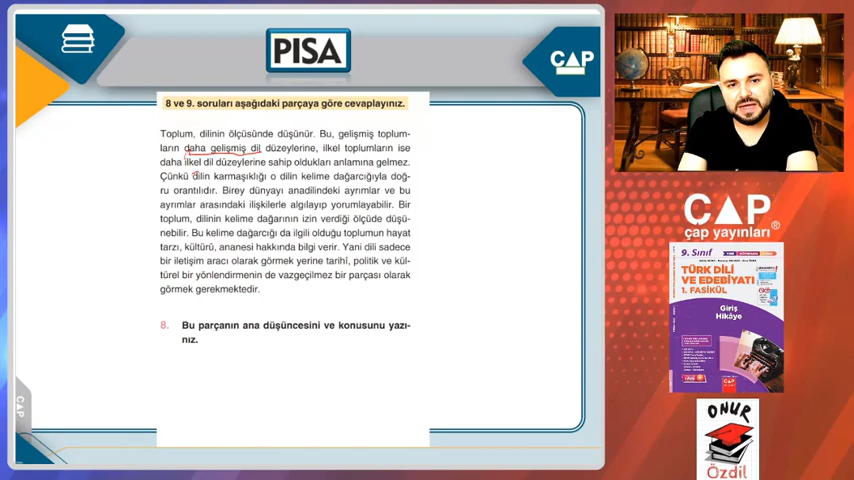 PISA
CAP
8 ve 9. soruları aşağıdaki parçaya göre cevaplayınız.
Toplum, dilinin ölçüsünde düşünür. Bu, gelişmiş toplum-
ların daha gelişmiş dil düzeylerine, ilkel toplumların ise
daha ilkel dil düzeylerine sahip oldukları anlamına gelmez.
Çünkü dilin karmaşıklığı o dilin kelime dağarcığıyla doğ-
ru orantılıdır. Birey dünyayı anadilindeki ayrımlar ve bu
ayrımlar arasındaki ilişkilerle algılayıp yorumlayabilir. Bir
toplum, dilinin kelime dağarının izin verdiği ölçüde düşü-
nebilir. Bu kelime dağarcığı da ilgili olduğu toplumun hayat
tarzı, kültürü, ananesi hakkında bilgi verir. Yani dili sadece
bir iletişim aracı olarak görmek yerine tarihî, politik ve kül-
türel bir yönlendirmenin de vazgeçilmez bir parçası olarak
görmek gerekmektedir.
8. Bu parçanın ana düşüncesini ve konusunu yazı-
nız.
CAP
CAP
çap yayınları
9. Sınıf
TÜRK DİLİ
VE EDEBİYATI
1. FASİKÜL
Giriş
Hikâye
ONUR
Özdil